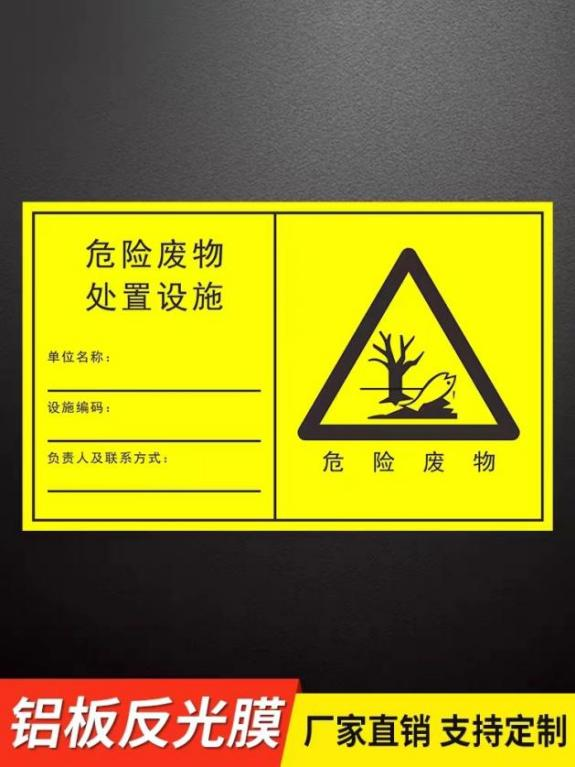 危险废物
处置设施
单位名称：
设施编码：
负责人及联系方式：
危险废物
铝板反光膜
厂家直销 支持定制